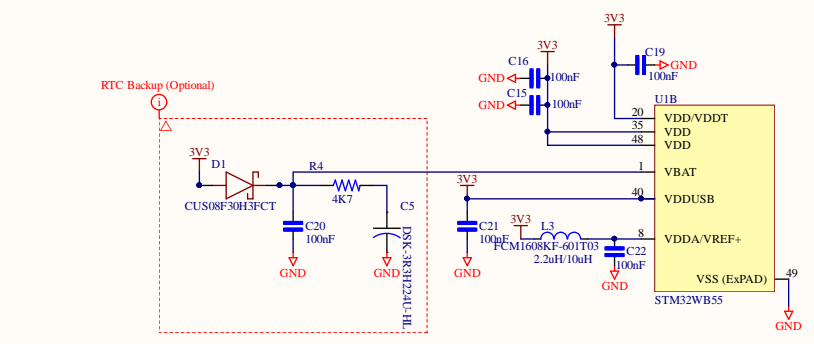 3V3
3V3
C16
C19
GND
100nF
GND
100nF
C15
GND
100nF
RTC Backup (Optional)
i
U1B
20
VDD/VDDT
35
VDD
48
VDD
3V3
D1
R4
1
VBAT
3V3
4K7
CUS08F30H3FCT
40
VDDUSB
C5
C20
100nF
C21
100nF
3V3
L3
FCM1608KF-601T03
2.2uH/10uH
8
VDDA/VREF+
C22
100nF
DSK-3R3H224U-HL
GND
GND
GND
GND
VSS (ExPAD)
49
STM32WB55
GND